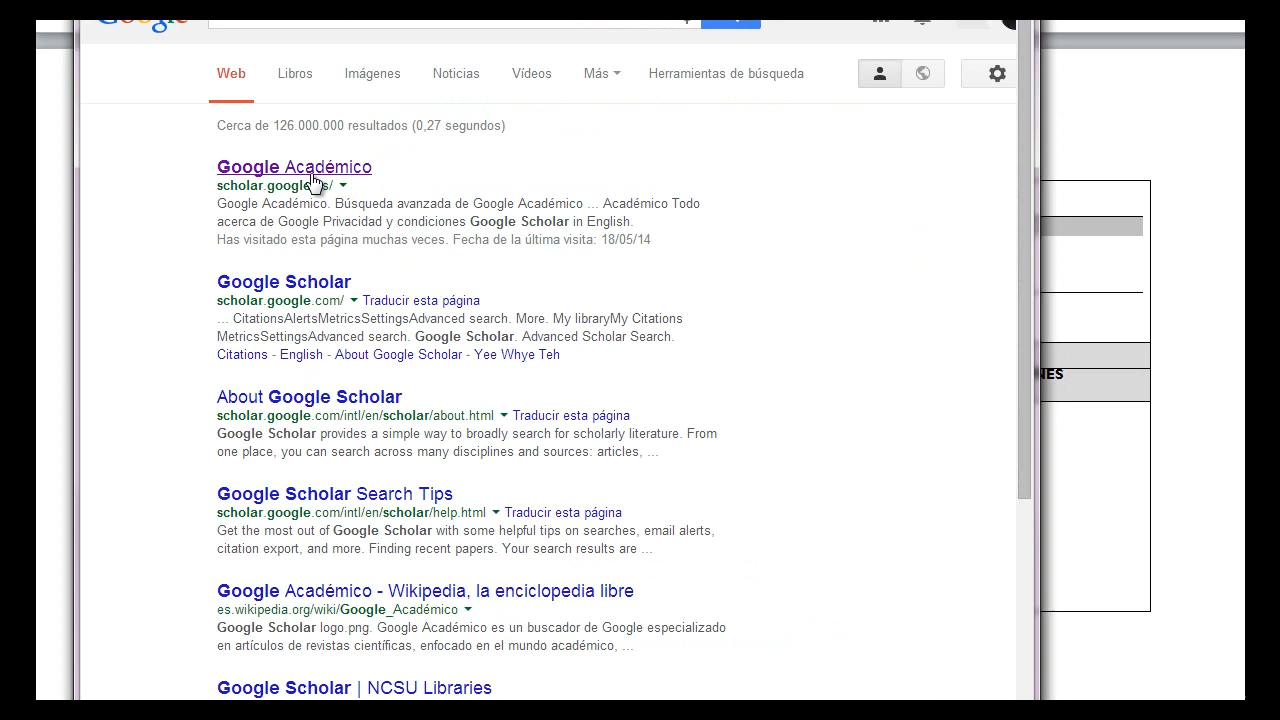 Google
Web Libros Imágenes Noticias Vídeos Más Herramientas de búsqueda
Cerca de 126.000.000 resultados (0,27 segundos)
Google Académico
scholar.google.es/
Google Académico. Búsqueda avanzada de Google Académico ... Académico Todo
acerca de Google Privacidad y condiciones Google Scholar in English.
Has visitado esta página muchas veces. Fecha de la última visita: 18/05/14
Google Scholar
scholar.google.com/ Traducir esta página
... CitationsAlertsMetricsSettingsAdvanced search. More. My libraryMy Citations
MetricsSettingsAdvanced search. Google Scholar. Advanced Scholar Search.
Citations - English - About Google Scholar - Yee Whye Teh
NES
About Google Scholar
scholar.google.com/intl/en/scholar/about.html Traducir esta página
Google Scholar provides a simple way to broadly search for scholarly literature. From
one place, you can search across many disciplines and sources: articles, ...
Google Scholar Search Tips
scholar.google.com/intl/en/scholar/help.html Traducir esta página
Get the most out of Google Scholar with some helpful tips on searches, email alerts,
citation export, and more. Finding recent papers. Your search results are ...
Google Académico - Wikipedia, la enciclopedia libre
es.wikipedia.org/wiki/Google_Académico
Google Scholar logo.png. Google Académico es un buscador de Google especializado
en artículos de revistas científicas, enfocado en el mundo académico, ...
Google Scholar | NCSU Libraries